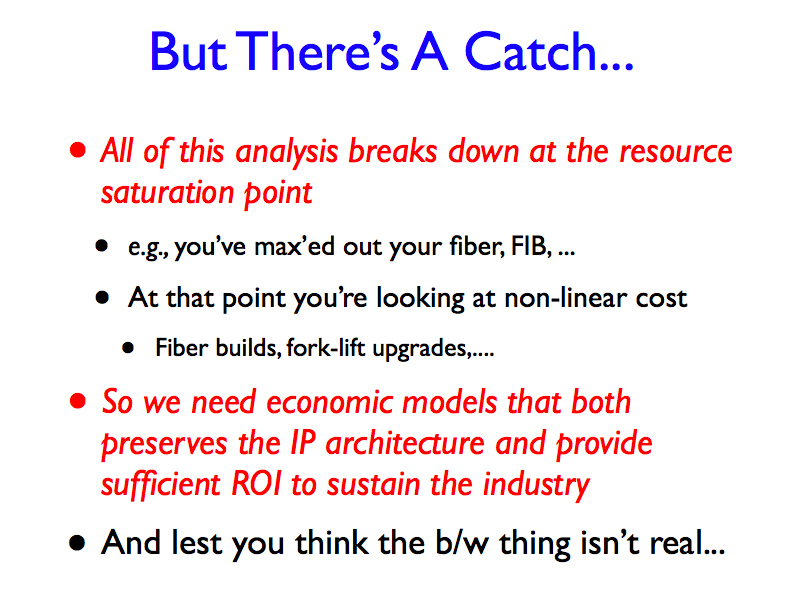 But There's A Catch...
• All of this analysis breaks down at the resource
saturation point
• e.g., you've max'ed out your fiber, FIB, ...
• At that point you're looking at non-linear cost
• Fiber builds, fork-lift upgrades,....
• So we need economic models that both
preserves the IP architecture and provide
sufficient ROI to sustain the industry
• And lest you think the b/w thing isn't real...